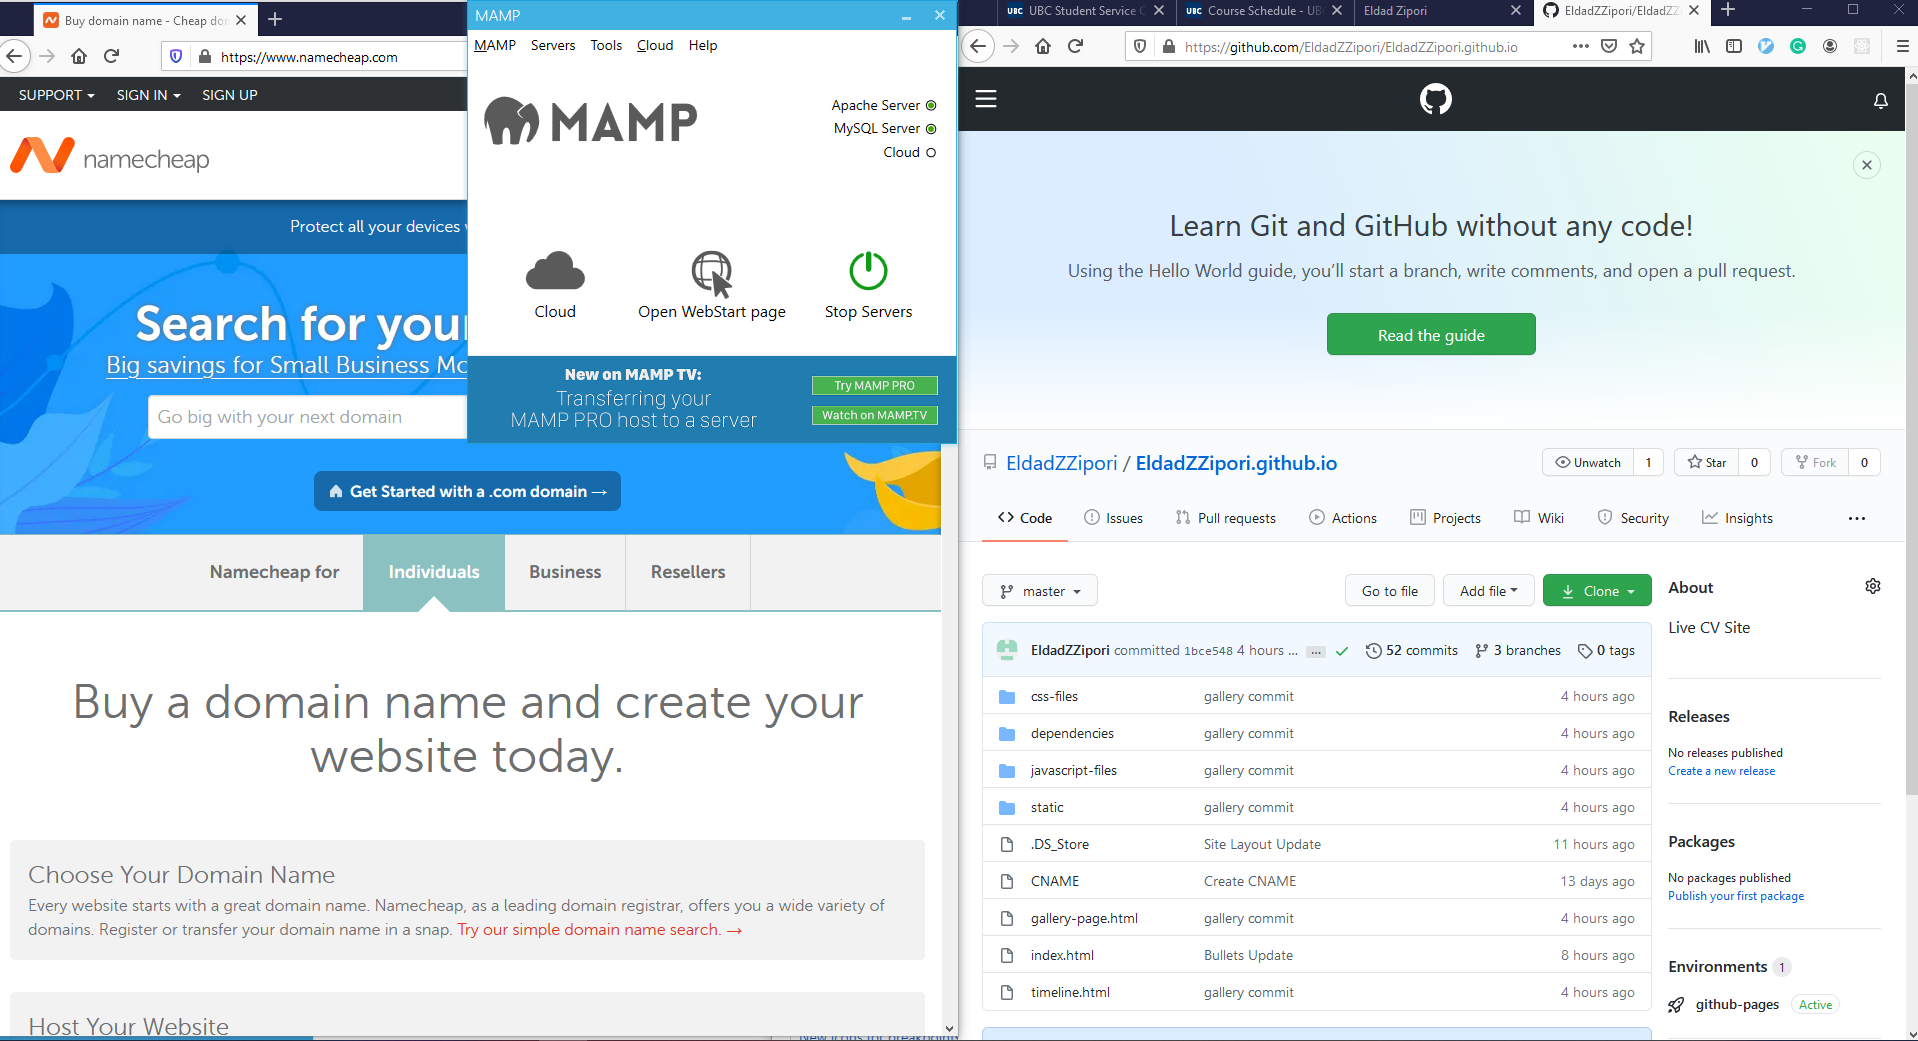 Buy domain name - Cheap dom
https://www.namecheap.com
SUPPORT
SIGN IN
SIGN UP
namecheap
Protect all your devices
Search for your
Big savings for Small Business Mo
Go big with your next domain
Get Started with a .com domain →
Namecheap for
Individuals
Business
Resellers
Buy a domain name and create your
website today.
Choose Your Domain Name
Every website starts with a great domain name. Namecheap, as a leading domain registrar, offers you a wide variety of
domains. Register or transfer your domain name in a snap. Try our simple domain name search. →
Host Your Website
MAMP
MAMP Servers Tools Cloud Help
MAMP
Apache Server
MySQL Server
Cloud
Cloud
Open WebStart page
Stop Servers
New on MAMP TV:
Transferring your
MAMP PRO host to a server
Try MAMP PRO
Watch on MAMP.TV
New icons for breakpoint
UBC UBC Student Service C
UBC Course Schedule - UB
Eldad Zipori
EldadZZipori/EldadZZ
https://github.com/EldadZZipori/EldadZZipori.github.io
Learn Git and GitHub without any code!
Using the Hello World guide, you’ll start a branch, write comments, and open a pull request.
Read the guide
EldadZZipori / EldadZZipori.github.io
Unwatch 1
Star 0
Fork 0
Code
Issues
Pull requests
Actions
Projects
Wiki
Security
Insights
master
Go to file
Add file
Clone
EldadZZipori committed 1bce548 4 hours ... ... 52 commits 3 branches 0 tags
css-files gallery commit 4 hours ago
dependencies gallery commit 4 hours ago
javascript-files gallery commit 4 hours ago
static gallery commit 4 hours ago
.DS_Store Site Layout Update 11 hours ago
CNAME Create CNAME 13 days ago
gallery-page.html gallery commit 4 hours ago
index.html Bullets Update 8 hours ago
timeline.html gallery commit 4 hours ago
About
Live CV Site
Releases
No releases published
Create a new release
Packages
No packages published
Publish your first package
Environments 1
github-pages Active